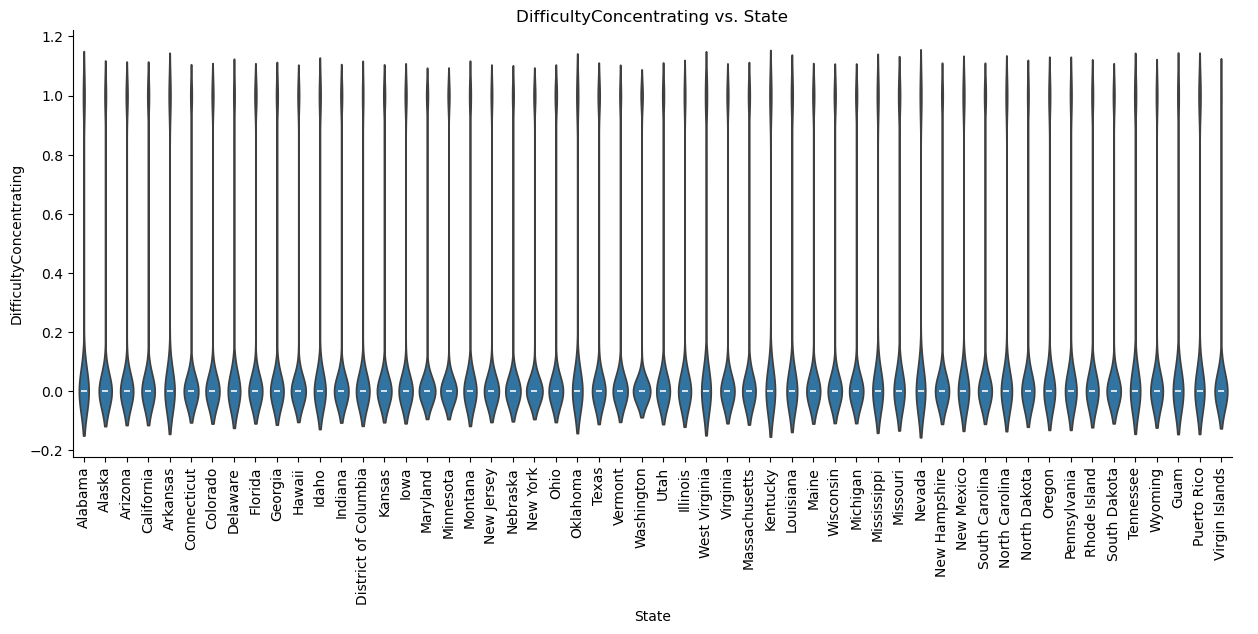 DifficultyConcentrating vs. State
DifficultyConcentrating
1.2
1.0
0.8
0.6
0.4
0.2
0.0
−0.2
Alabama
Alaska
Arizona
California
Arkansas
Connecticut
Colorado
Delaware
Florida
Georgia
Hawaii
Idaho
Indiana
District of Columbia
Kansas
Iowa
Maryland
Minnesota
Montana
New Jersey
Nebraska
New York
Ohio
Oklahoma
Texas
Vermont
Washington
Utah
Illinois
West Virginia
Virginia
Massachusetts
Kentucky
Louisiana
Maine
Wisconsin
Michigan
Mississippi
Missouri
Nevada
New Hampshire
New Mexico
South Carolina
North Carolina
North Dakota
Oregon
Pennsylvania
Rhode Island
South Dakota
Tennessee
Wyoming
Guam
Puerto Rico
Virgin Islands
State